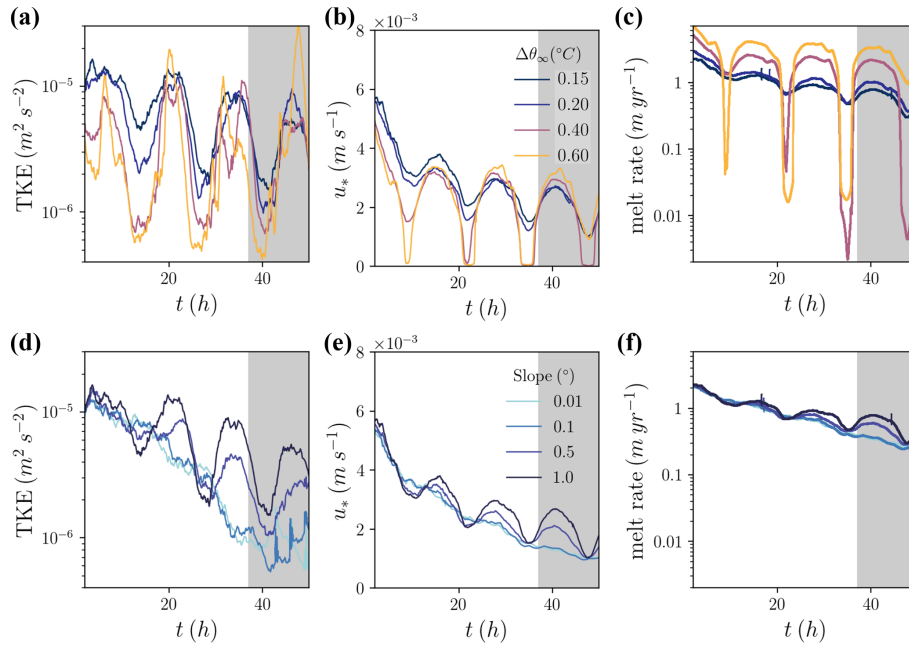 (a)
TKE (m² s⁻²)
10⁻⁵
10⁻⁶
20
40
t (h)
(b)
×10⁻³
u* (m s⁻¹)
8
6
4
2
0
20
40
t (h)
Δθ∞(°C)
0.15
0.20
0.40
0.60
(c)
melt rate (m yr⁻¹)
1
0.1
0.01
20
40
t (h)
(d)
TKE (m² s⁻²)
10⁻⁵
10⁻⁶
20
40
t (h)
(e)
×10⁻³
u* (m s⁻¹)
8
6
4
2
0
20
40
t (h)
Slope (°)
0.01
0.1
0.5
1.0
(f)
melt rate (m yr⁻¹)
1
0.1
0.01
20
40
t (h)